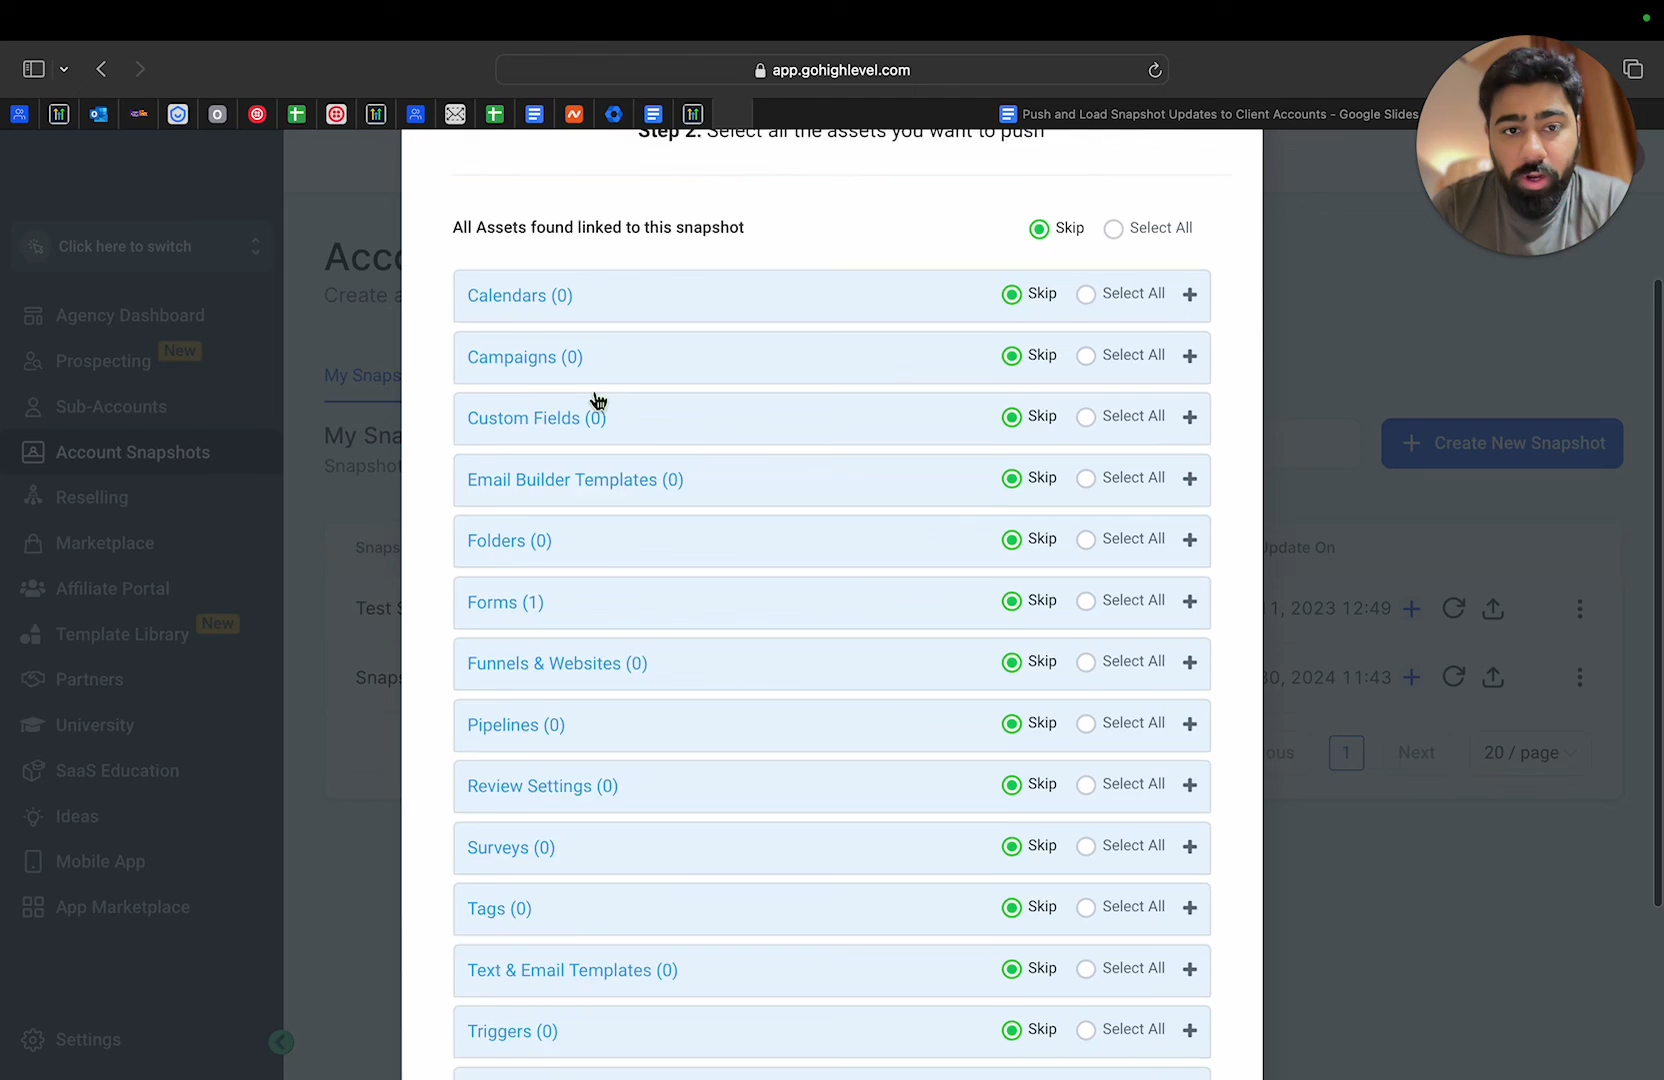 app.gohighlevel.com
Push and Load Snapshot Updates to Client Accounts - Google Slides
Step 2: Select all the assets you want to push
Click here to switch
Agency Dashboard
Prospecting
New
Sub-Accounts
Account Snapshots
Reselling
Marketplace
Affiliate Portal
Template Library
New
Partners
University
SaaS Education
Ideas
Mobile App
App Marketplace
Settings
Acc
Create a
My Snaps
My Sna
Snapshot
Snaps
Test S
Snaps
All Assets found linked to this snapshot
Skip
Select All
Calendars (0)
Skip
Select All
Campaigns (0)
Skip
Select All
Custom Fields (0)
Skip
Select All
Email Builder Templates (0)
Skip
Select All
Folders (0)
Skip
Select All
Forms (1)
Skip
Select All
Funnels & Websites (0)
Skip
Select All
Pipelines (0)
Skip
Select All
Review Settings (0)
Skip
Select All
Surveys (0)
Skip
Select All
Tags (0)
Skip
Select All
Text & Email Templates (0)
Skip
Select All
Triggers (0)
Skip
Select All
Create New Snapshot
Update On
1, 2023 12:49
30, 2024 11:43
ous
1
Next
20 / page